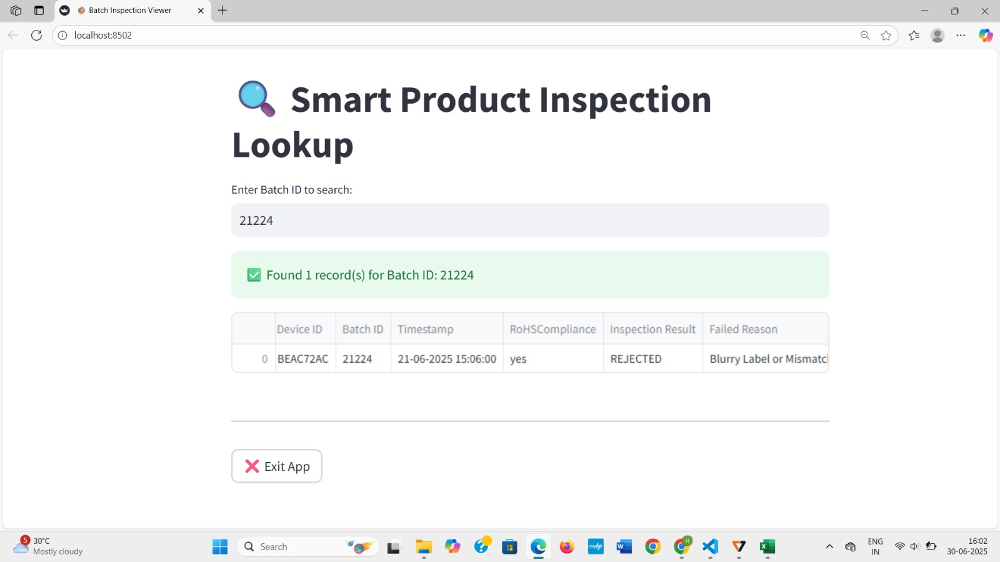 Batch Inspection Viewer
localhost:8502
Smart Product Inspection
Lookup
Enter Batch ID to search:
21224
Found 1 record(s) for Batch ID: 21224
Device ID Batch ID Timestamp RoHSCompliance Inspection Result Failed Reason
0 BEAC72AC 21224 21-06-2025 15:06:00 yes REJECTED Blurry Label or Mismatc
Exit App
5
30°C
Mostly cloudy
Search
myhp
W
H
X
ENG
IN
16:02
30-06-2025